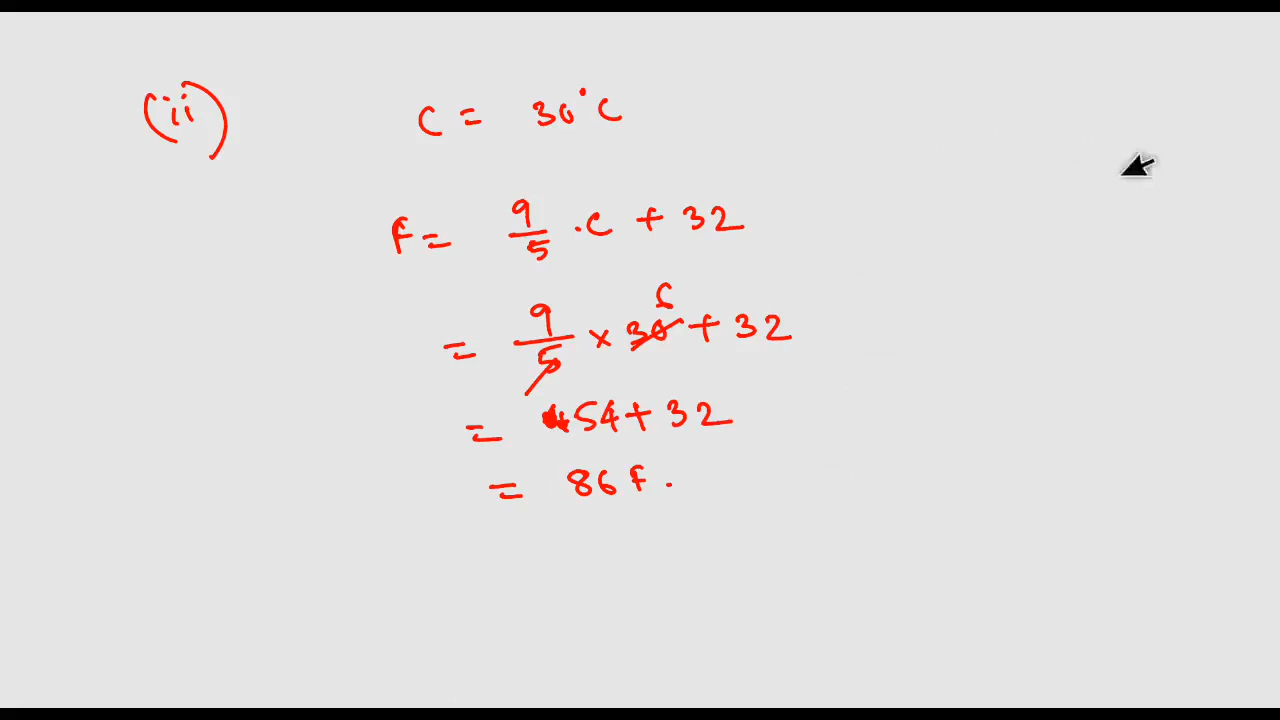 (ii) C = 30°C
F = 9/5 . C + 32
= 9/5 × 30 6 + 32
= 54 + 32
= 86 F.